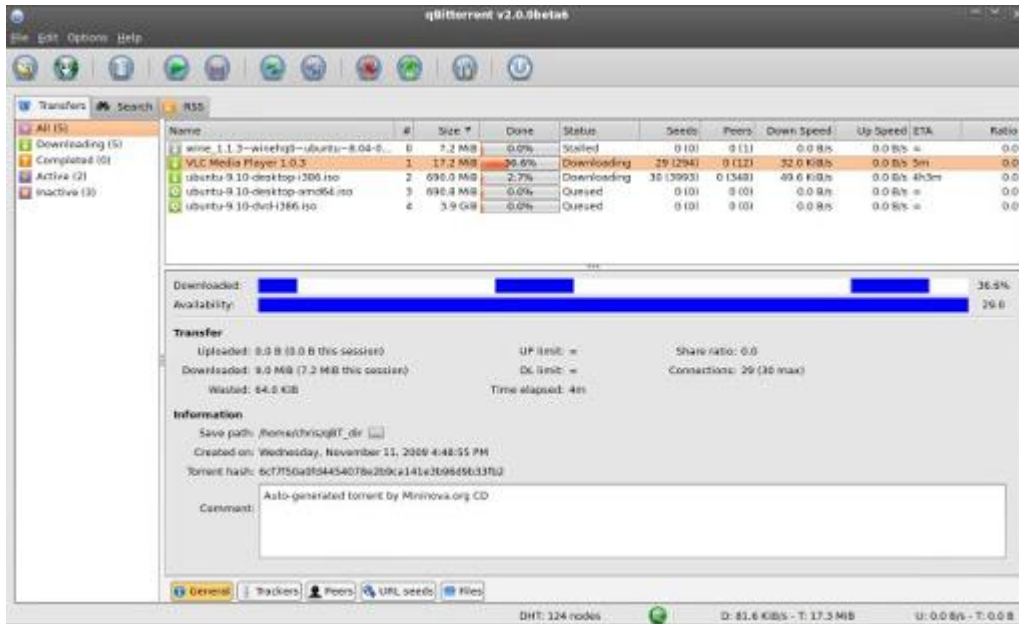 qBittorrent v2.0.0beta6
File Edit Options Help
Transfers Search RSS
All (5)
Downloading (5)
Completed (0)
Active (2)
Inactive (3)
Name # Size Done Status Seeds Peers Down Speed Up Speed ETA Ratio
wine_1.1.3~winehq0~ubuntu~8.04-0... 0 7.2 MiB 0.0% Stalled 0 (0) 0 (1) 0.0 B/s 0.0 B/s ∞ 0.0
VLC Media Player 1.0.3 1 17.2 MiB 36.6% Downloading 29 (294) 0 (12) 32.0 KiB/s 0.0 B/s 5m 0.0
ubuntu-9.10-desktop-i386.iso 2 690.0 MiB 2.7% Downloading 30 (3993) 0 (348) 49.6 KiB/s 0.0 B/s 4h3m 0.0
ubuntu-9.10-desktop-amd64.iso 3 690.8 MiB 0.0% Queued 0 (0) 0 (0) 0.0 B/s 0.0 B/s ∞ 0.0
ubuntu-9.10-dvd-i386.iso 4 3.9 GiB 0.0% Queued 0 (0) 0 (0) 0.0 B/s 0.0 B/s ∞ 0.0
Downloaded: 36.6%
Availability: 29.0
Transfer
Uploaded: 0.0 B (0.0 B this session) UP limit: ∞ Share ratio: 0.0
Downloaded: 9.0 MiB (7.2 MiB this session) DL limit: ∞ Connections: 29 (30 max)
Wasted: 64.0 KiB Time elapsed: 4m
Information
Save path: /home/chris/qBT_dir ...
Created on: Wednesday, November 11, 2009 4:48:55 PM
Torrent hash:
Comment: Auto-generated torrent by Mininova.org CD
General Trackers Peers URL seeds Files
DHT: 124 nodes D: 81.6 KiB/s - T: 17.3 MiB U: 0.0 B/s - T: 0.0 B